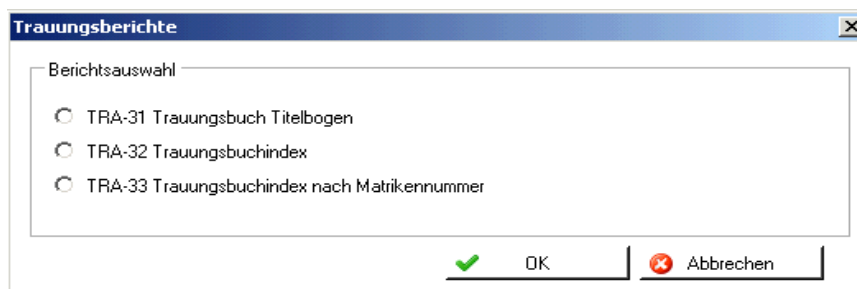 Trauungsberichte
Berichtsauswahl
TRA-31 Trauungsbuch Titelbogen
TRA-32 Trauungsbuchindex
TRA-33 Trauungsbuchindex nach Matrikennummer
OK Abbrechen